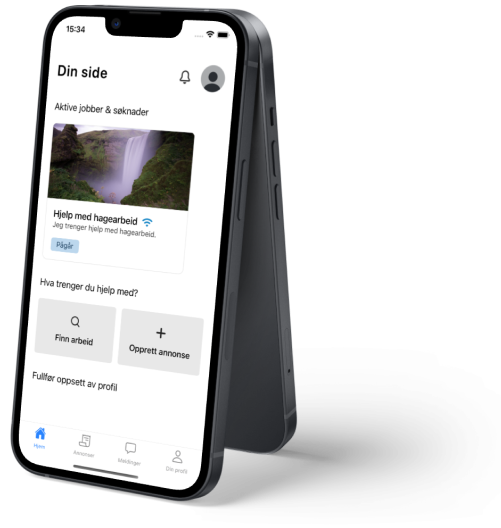 15:34
Din side
Aktive jobber & søknader
Hjelp med hagearbeid
Jeg trenger hjelp med hagearbeid.
Pågår
Hva trenger du hjelp med?
Finn arbeid
Opprett annonse
Fullfør oppsett av profil
Hjem
Annonser
Meldinger
Din profil